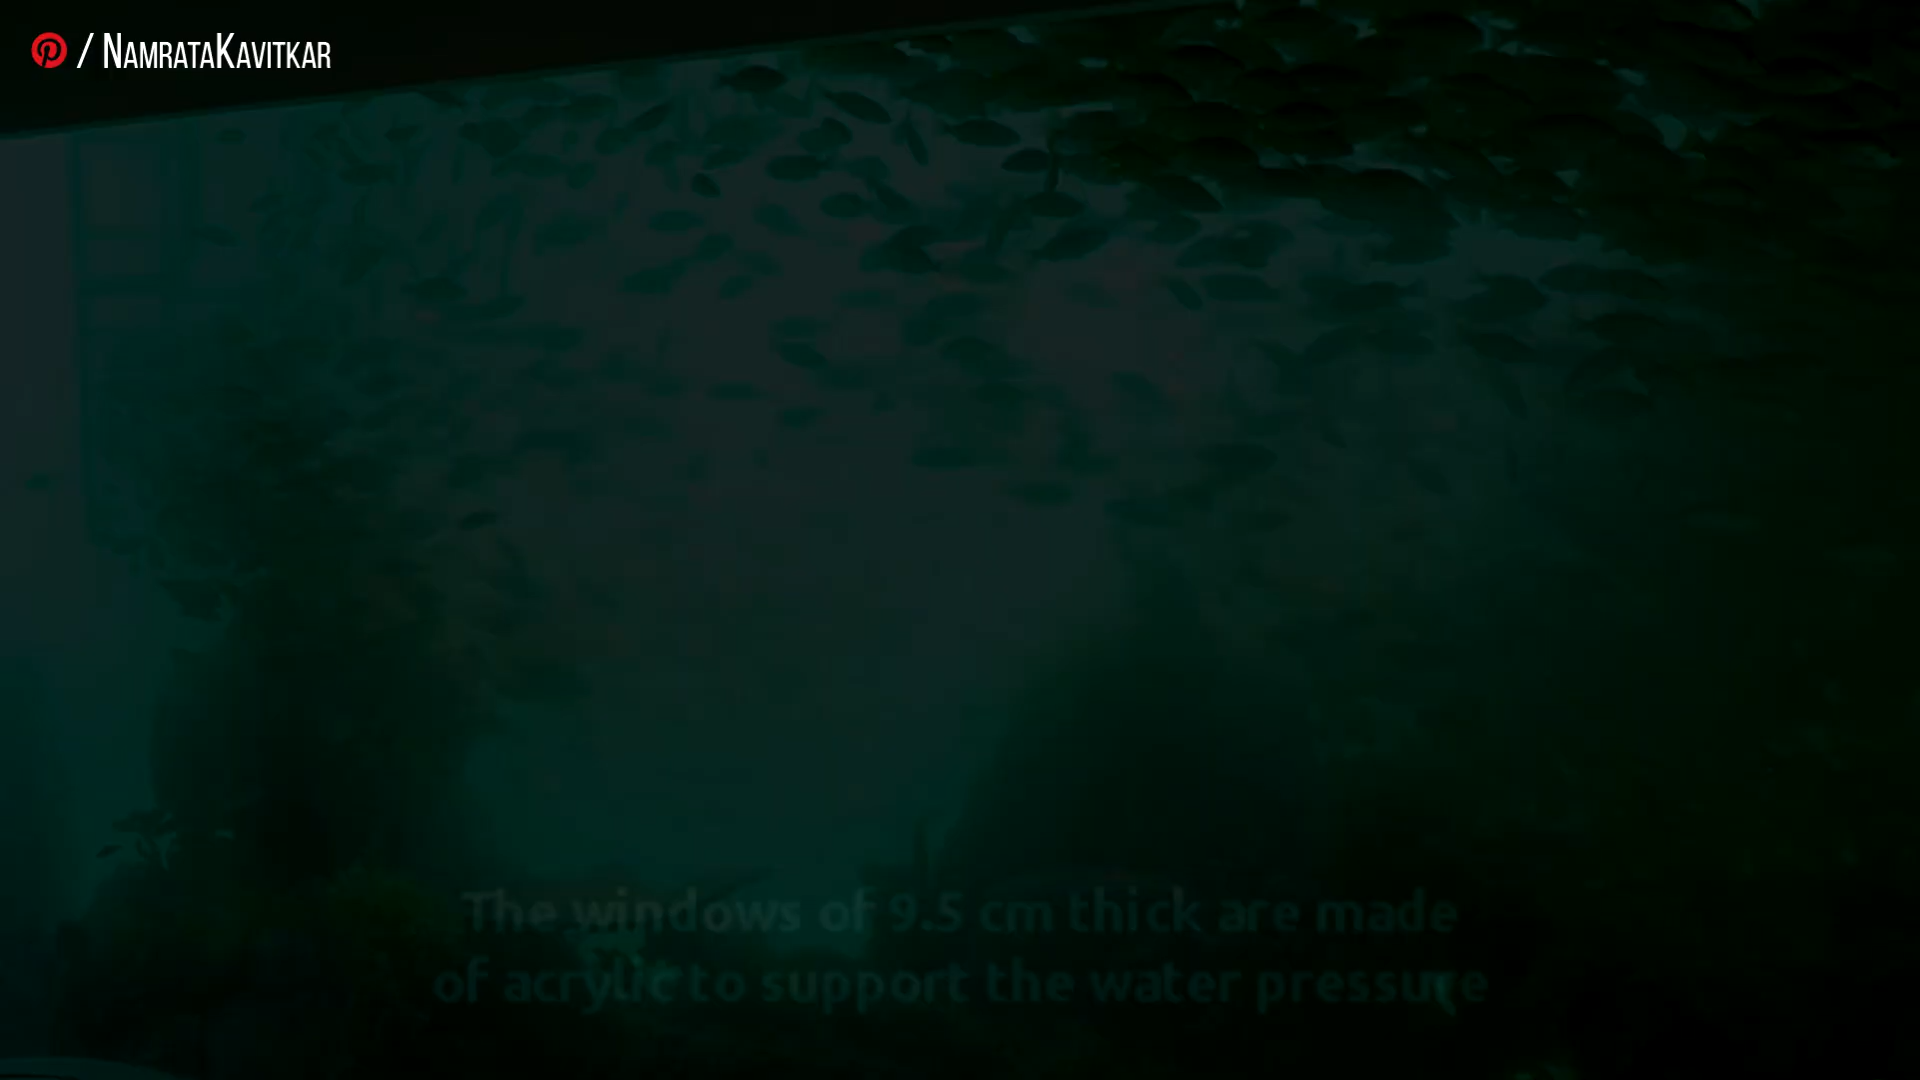 / NamrataKavitkar
The windows of 9.5 cm thick are made
of acrylic to support the water pressure